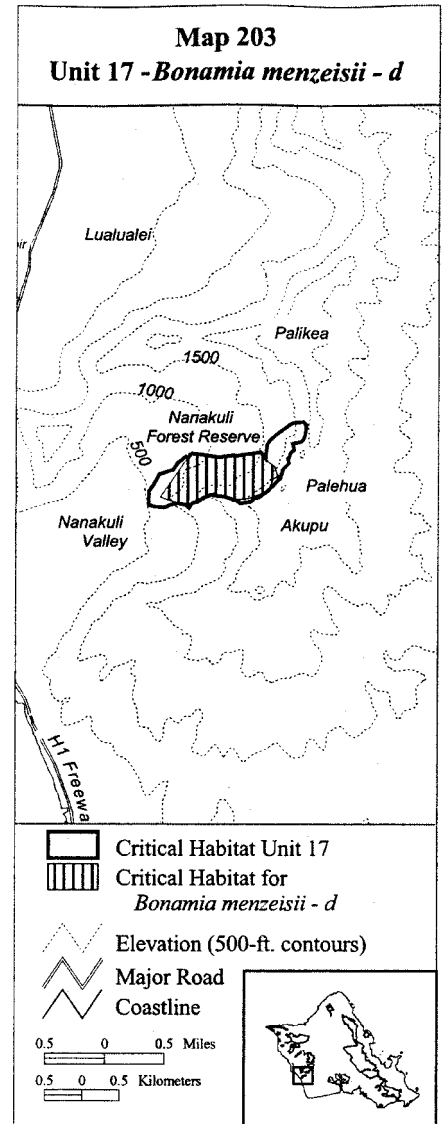 Map 203
Unit 17 - Bonamia menzeisii - d
Lualualei
Palikea
1500
1000
Nanakuli
Forest Reserve
500
Palehua
Nanakuli
Valley
Akupu
H1 Freewa
Critical Habitat Unit 17
Critical Habitat for
Bonamia menzeisii - d
Elevation (500-ft. contours)
Major Road
Coastline
0.5 0 0.5 Miles
0.5 0 0.5 Kilometers